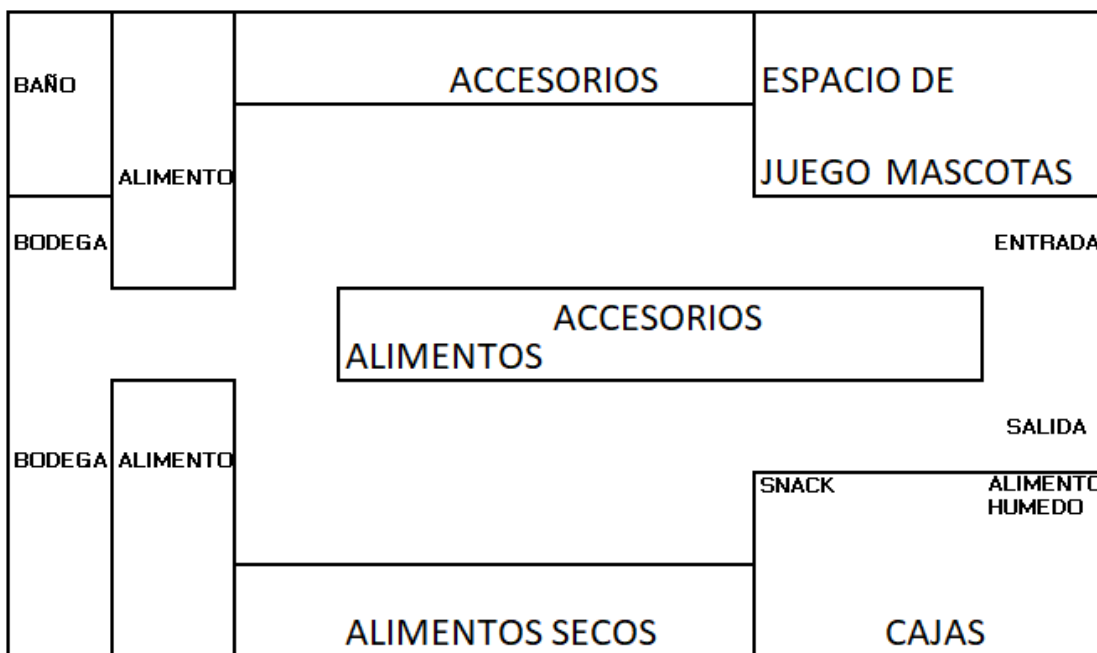 BAÑO
ACCESORIOS
ESPACIO DE
JUEGO MASCOTAS
ALIMENTO
BODEGA
ENTRADA
ACCESORIOS
ALIMENTOS
SALIDA
BODEGA
ALIMENTO
SNACK
ALIMENTO
HUMEDO
ALIMENTOS SECOS
CAJAS